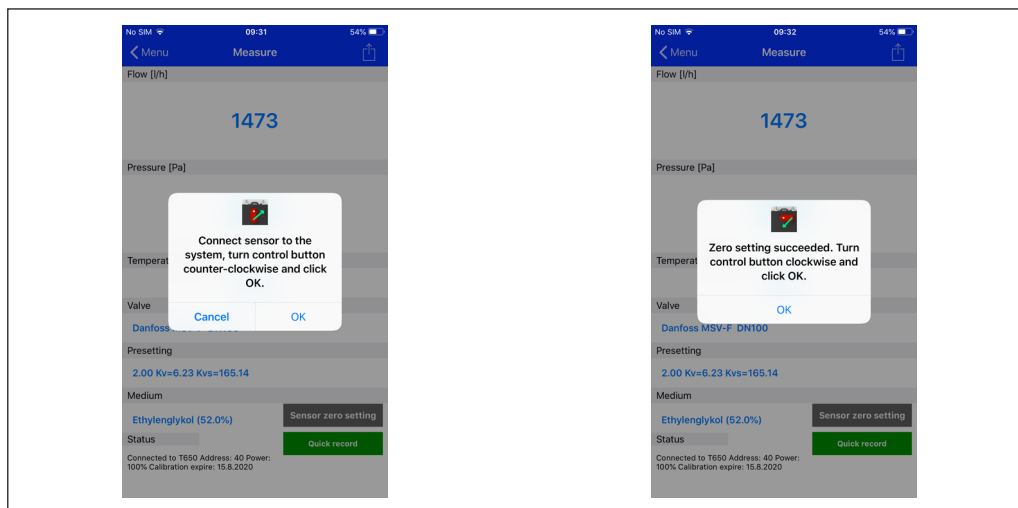 No SIM 09:31 54%
Menu Measure
Flow [l/h]
1473
Pressure [Pa]
Connect sensor to the
system, turn control button
counter-clockwise and click
OK.
Cancel OK
Temperat
Valve
Danfoss
Presetting
2.00 Kv=6.23 Kvs=165.14
Medium
Ethylenglykol (52.0%)
Sensor zero setting
Status
Quick record
Connected to T650 Address: 40 Power:
100% Calibration expire: 15.8.2020
No SIM 09:32 54%
Menu Measure
Flow [l/h]
1473
Pressure [Pa]
Zero setting succeeded. Turn
control button clockwise and
click OK.
OK
Temperat
Valve
Danfoss MSV-F DN100
Presetting
2.00 Kv=6.23 Kvs=165.14
Medium
Ethylenglykol (52.0%)
Sensor zero setting
Status
Quick record
Connected to T650 Address: 40 Power:
100% Calibration expire: 15.8.2020